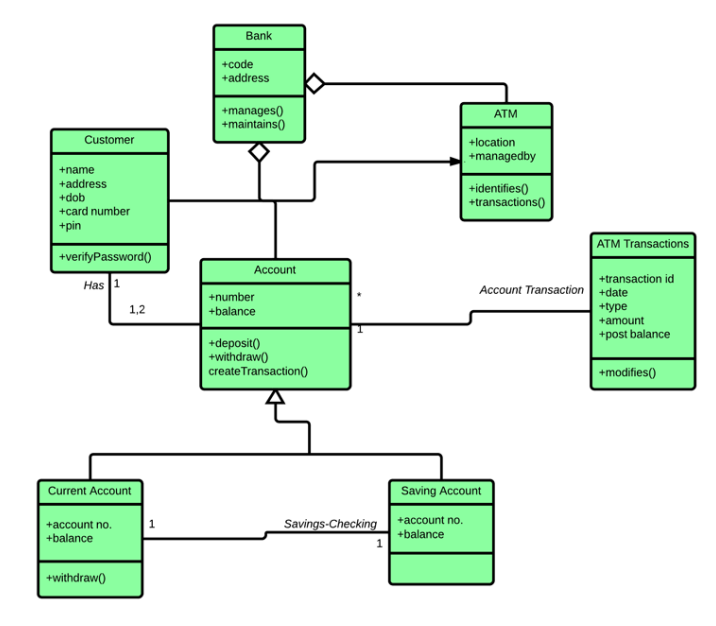 Bank
+code
+address
+manages()
+maintains()
ATM
+location
+managedby
+identifies()
+transactions()
Customer
+name
+address
+dob
+card number
+pin
+verifyPassword()
Has
1
1,2
Account
+number
+balance
+deposit()
+withdraw()
createTransaction()
*
1
Account Transaction
ATM Transactions
+transaction id
+date
+type
+amount
+post balance
+modifies()
Current Account
+account no.
+balance
+withdraw()
1
Savings-Checking
1
Saving Account
+account no.
+balance